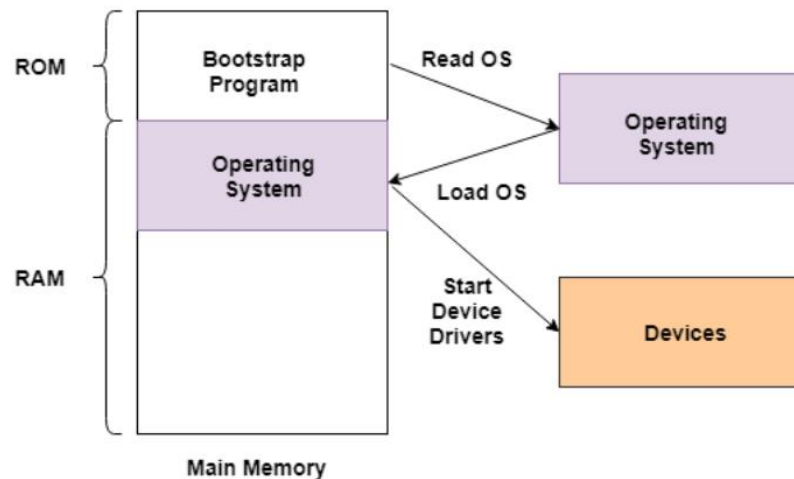 ROM
Bootstrap
Program
Read OS
Operating
System
Operating
System
Load OS
RAM
Start
Device
Drivers
Devices
Main Memory